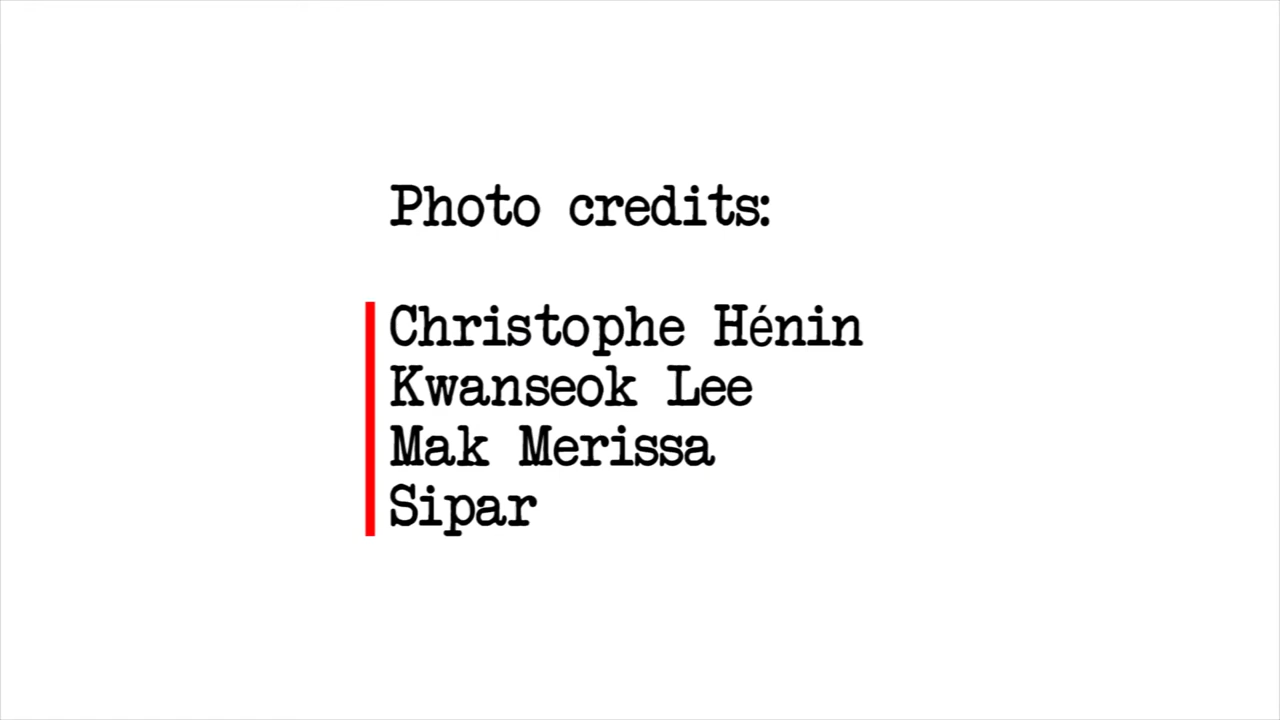 Photo credits:
Christophe Hénin
Kwanseok Lee
Mak Merissa
Sipar